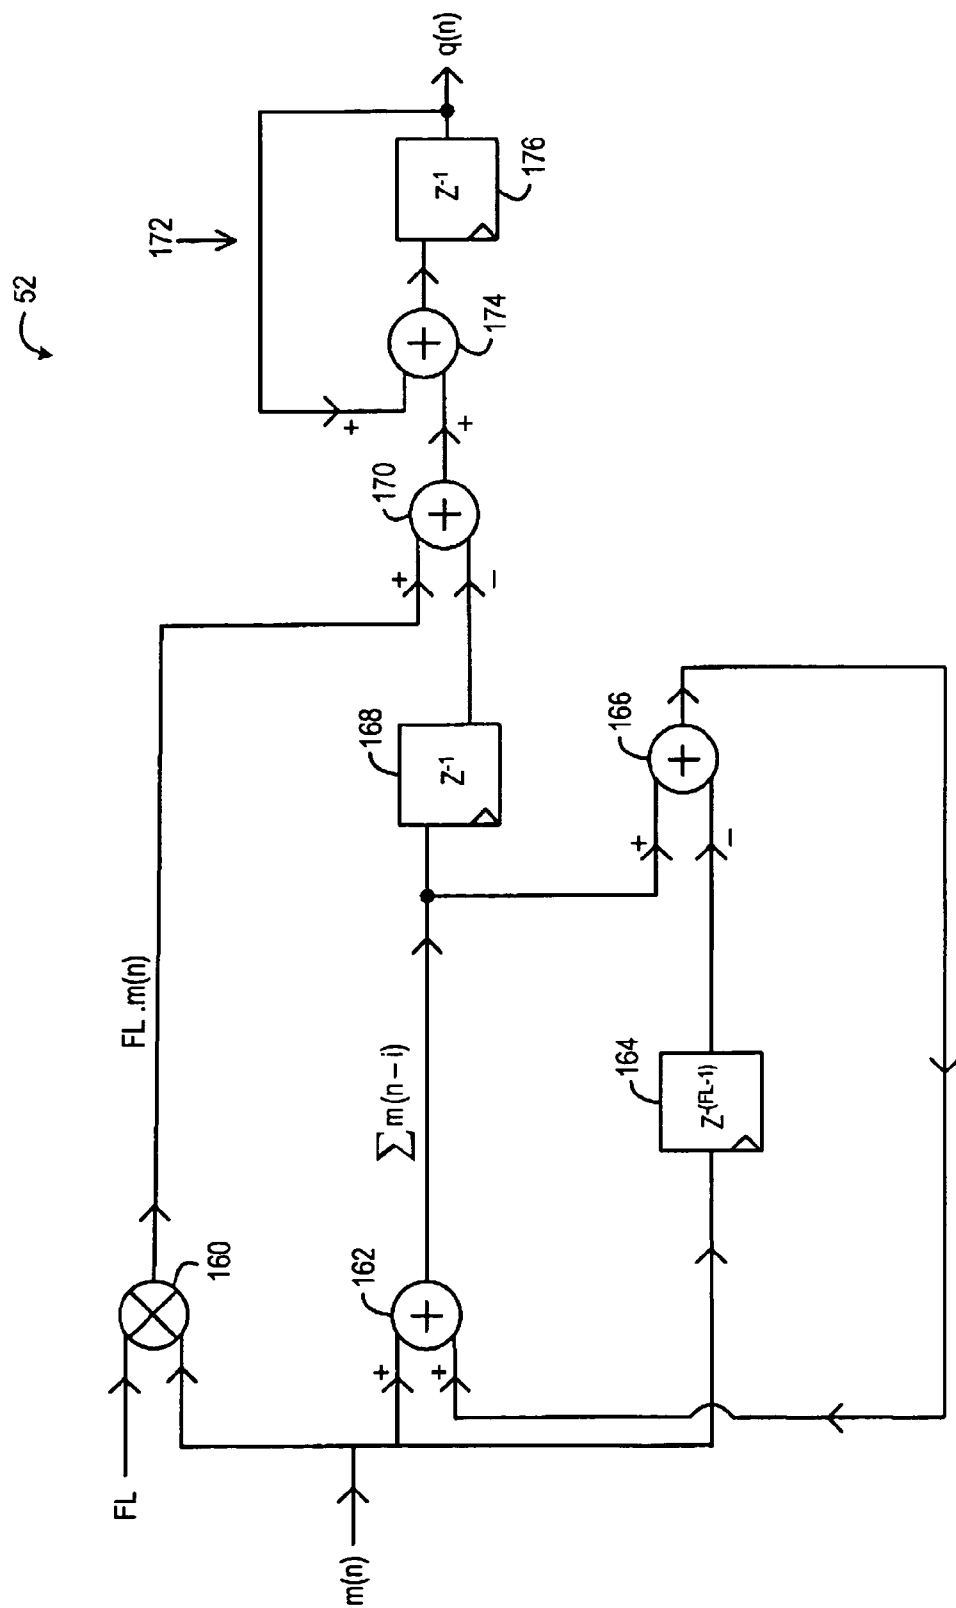 52
172
q(n)
Z-1
176
174
+
+
+
170
+
–
FL .m(n)
168
Z-1
166
+
+
–
∑ m(n – i)
164
Z-(FL-1)
160
162
+
+
+
FL
m(n)